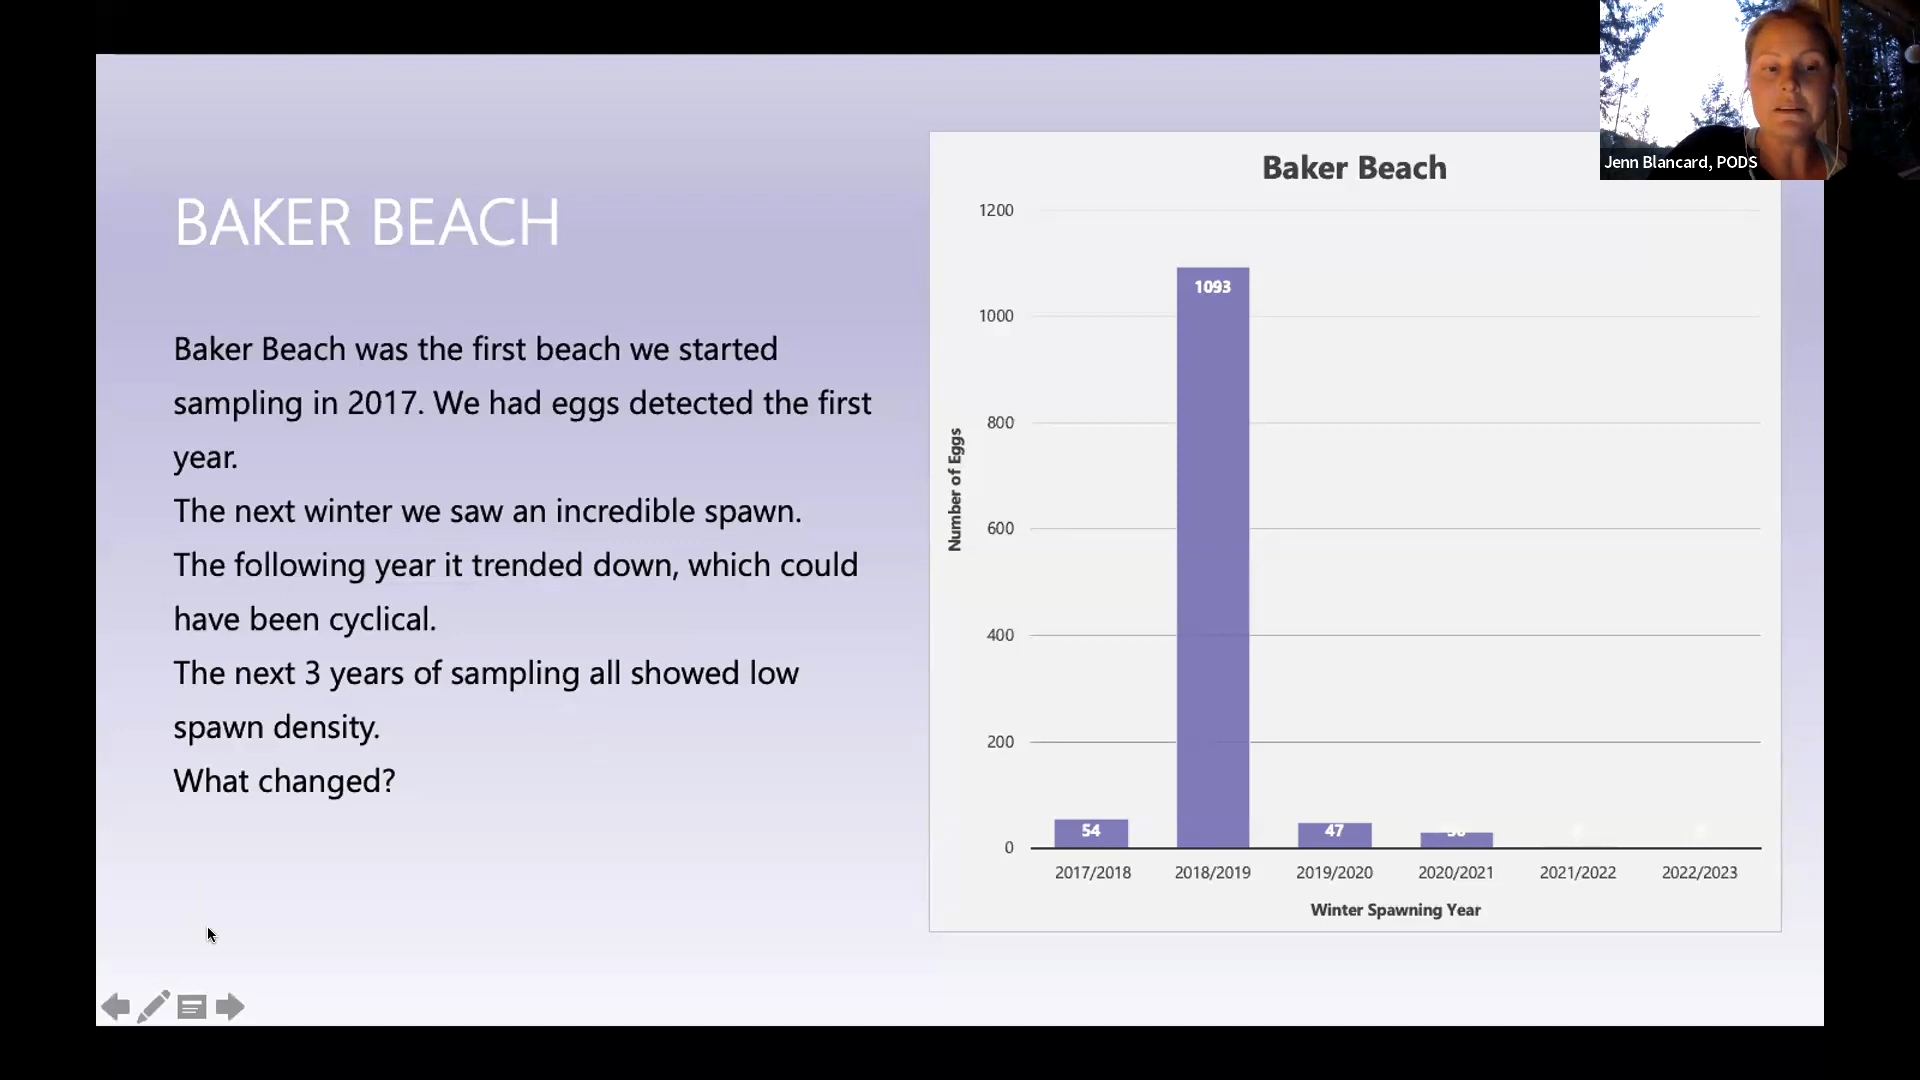 Jenn Blancard, PODS
BAKER BEACH
Baker Beach was the first beach we started
sampling in 2017. We had eggs detected the first
year.
The next winter we saw an incredible spawn.
The following year it trended down, which could
have been cyclical.
The next 3 years of sampling all showed low
spawn density.
What changed?
Baker Beach
Number of Eggs
1200
1000
800
600
400
200
0
54
1093
47
2017/2018
2018/2019
2019/2020
2020/2021
2021/2022
2022/2023
Winter Spawning Year